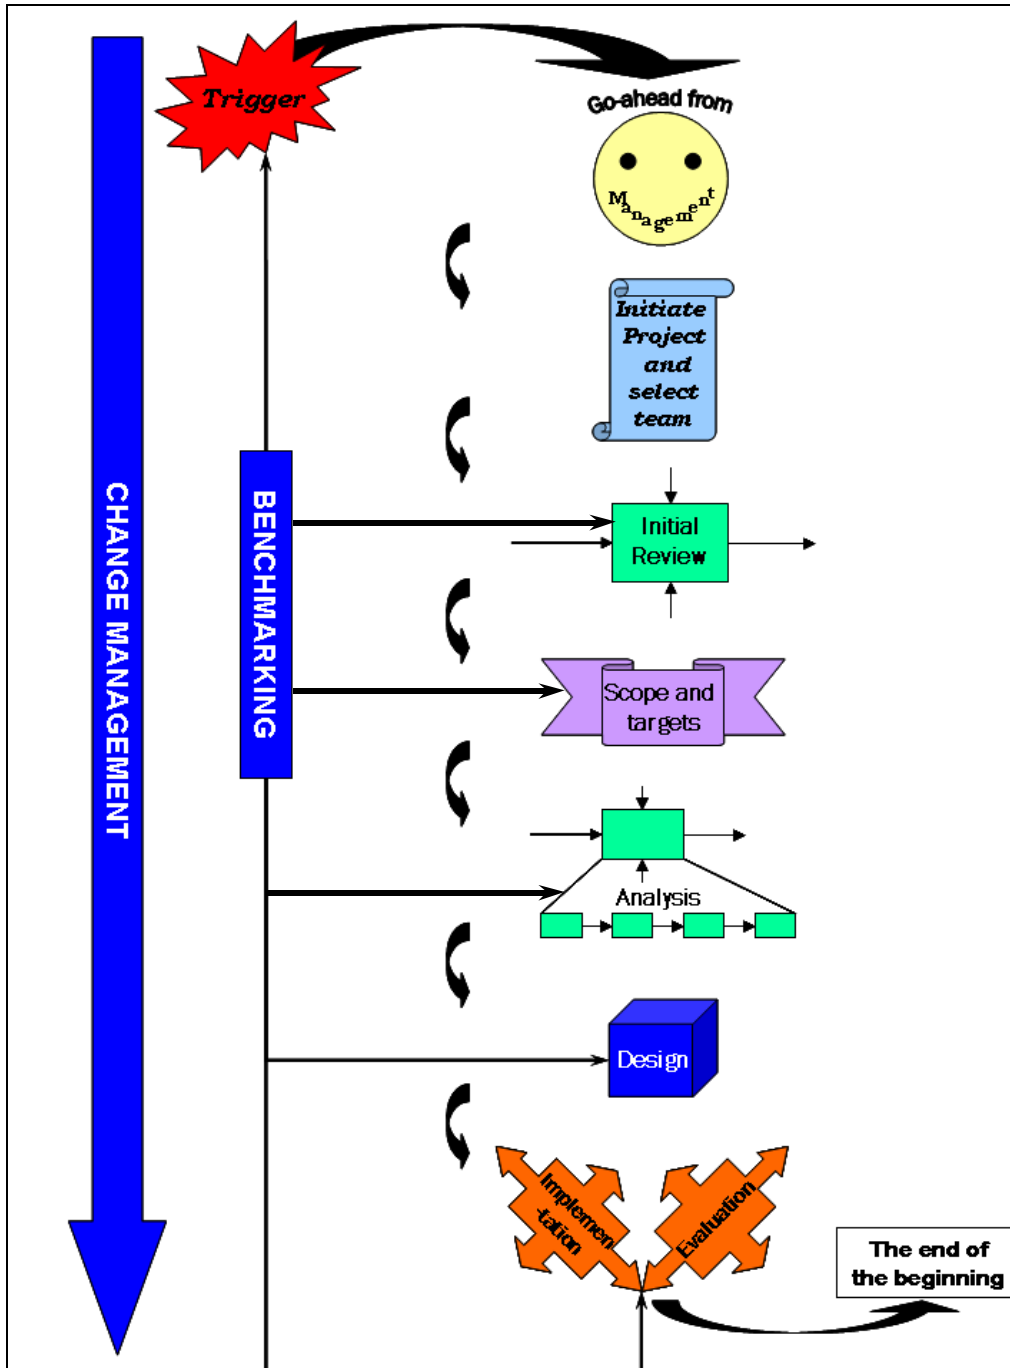 Trigger
Go-ahead from
Management
Initiate
Project
and
select
team
CHANGE MANAGEMENT
BENCHMARKING
Initial
Review
Scope and
targets
Analysis
Design
Implemen
-tation
Evaluation
The end of
the beginning